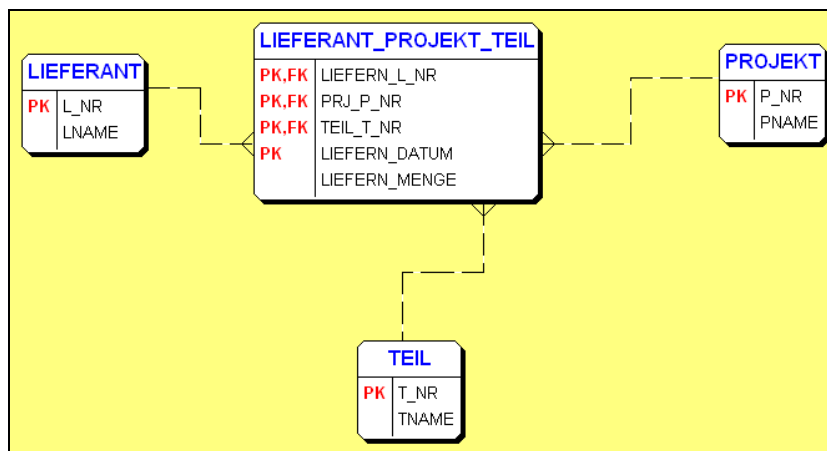 LIEFERANT
PK L_NR
LNAME
LIEFERANT_PROJEKT_TEIL
PK,FK LIEFERN_L_NR
PK,FK PRJ_P_NR
PK,FK TEIL_T_NR
PK LIEFERN_DATUM
LIEFERN_MENGE
PROJEKT
PK P_NR
PNAME
TEIL
PK T_NR
TNAME